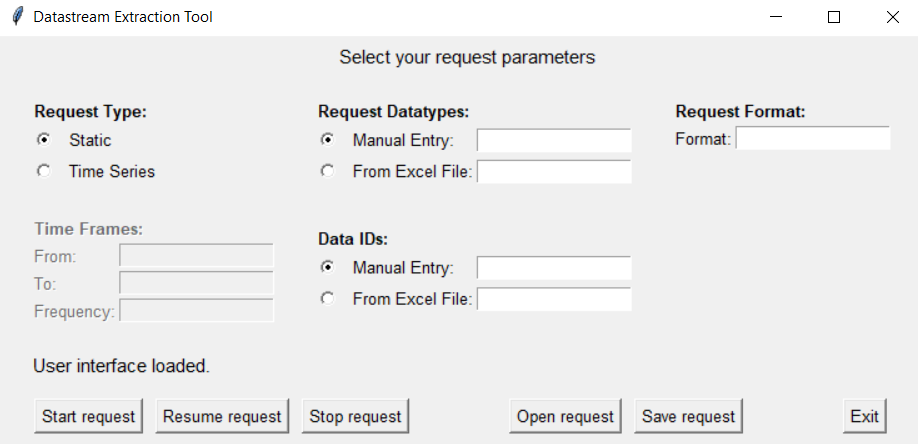 Datastream Extraction Tool
Select your request parameters
Request Type:
Static
Time Series
Request Datatypes:
Manual Entry:
From Excel File:
Request Format:
Format:
Time Frames:
From:
To:
Frequency:
Data IDs:
Manual Entry:
From Excel File:
User interface loaded.
Start request Resume request Stop request Open request Save request Exit